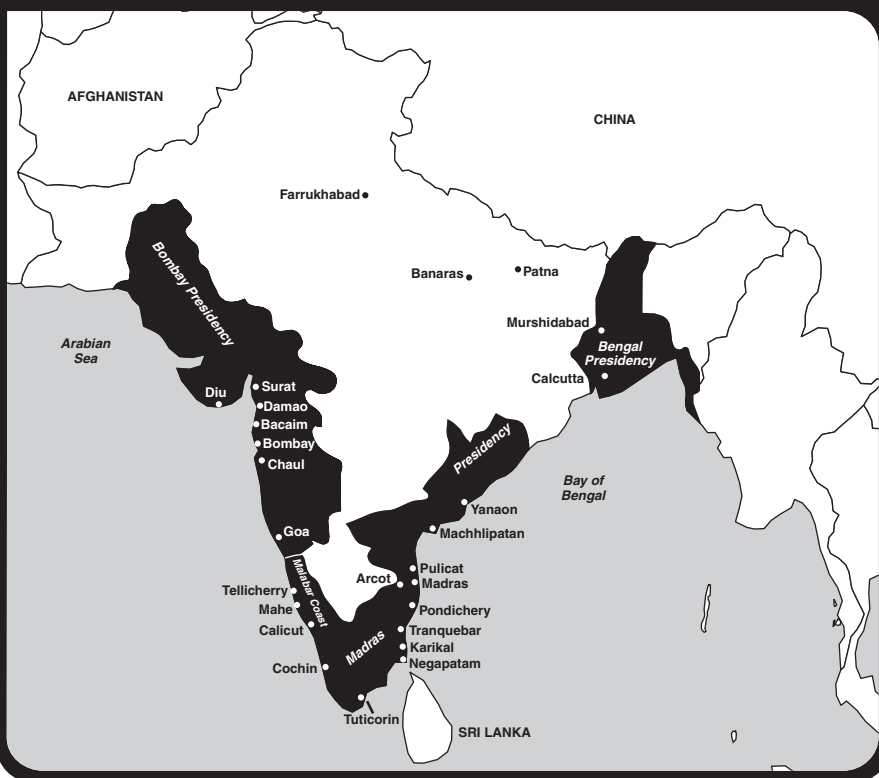 AFGHANISTAN
CHINA
Farrukhabad
Banaras
Patna
Bombay Presidency
Murshidabad
Arabian
Sea
Bengal
Presidency
Calcutta
Surat
Diu
Damao
Bacaim
Bombay
Chaul
Presidency
Bay of
Bengal
Yanaon
Machhlipatan
Goa
Malabar Coast
Pulicat
Arcot
Madras
Tellicherry
Mahe
Pondichery
Calicut
Tranquebar
Madras
Karikal
Negapatam
Cochin
Tuticorin
SRI LANKA